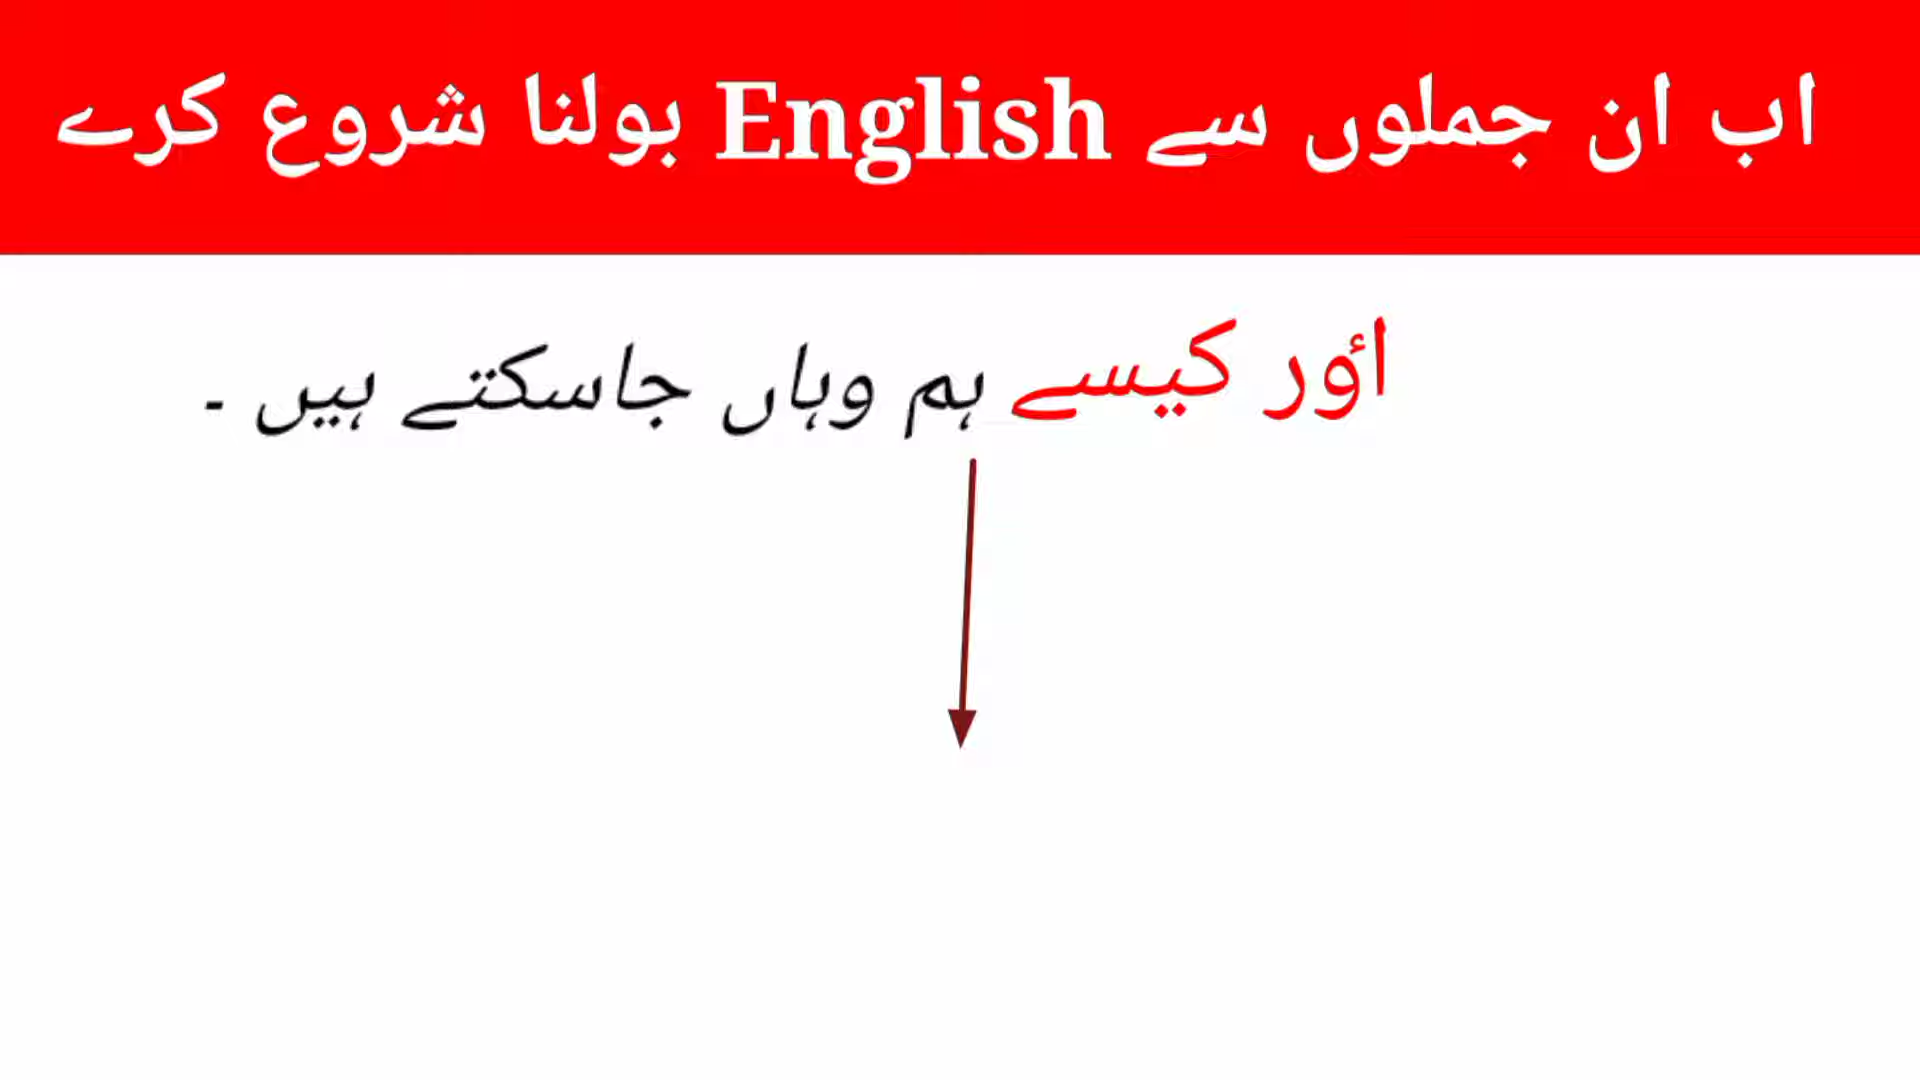 اب ان جملوں سے English بولنا شروع کرے
اؤر کیسے ہم وہاں جاسکتے ہیں ۔